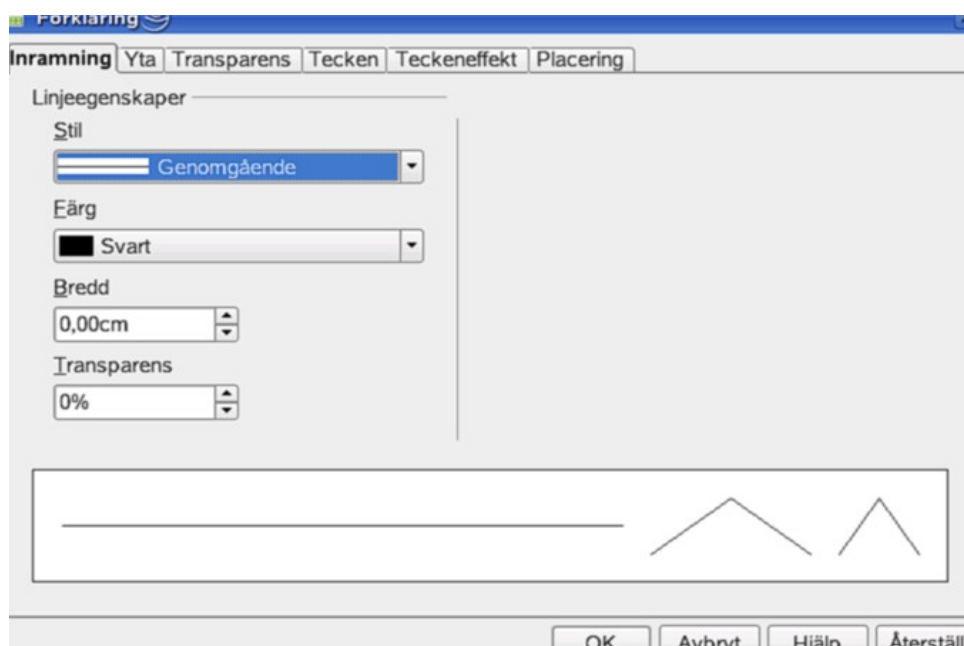 Förklaring
Inramning Yta Transparens Tecken Teckeneffekt Placering
Linjeegenskaper
Stil
Genomgående
Färg
Svart
Bredd
0,00cm
Transparens
0%
OK Avbryt Hjälp Återställ